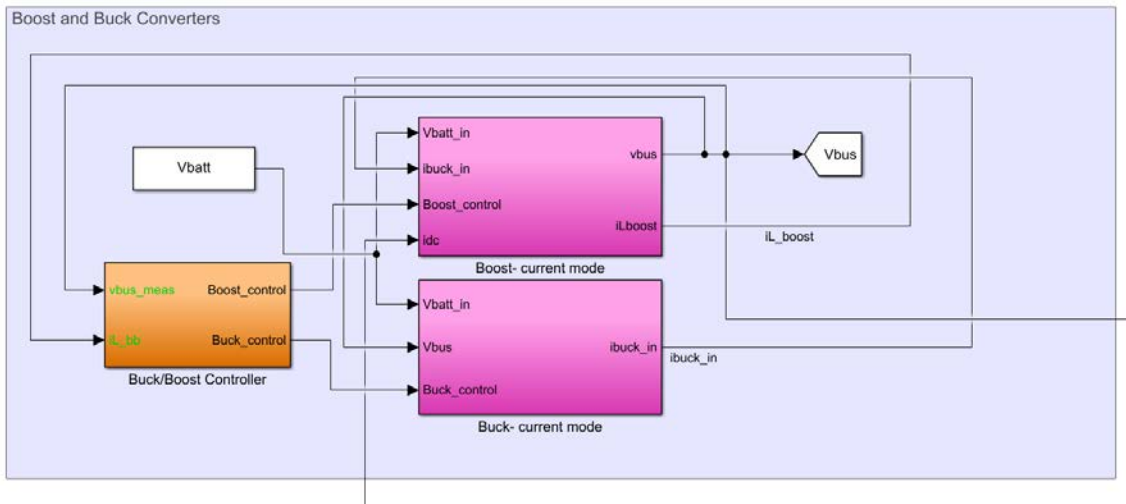 Boost and Buck Converters
Vbatt
Vbatt_in
ibuck_in
Boost_control
idc
vbus
iLboost
Boost- current mode
Vbus
iL_boost
vbus_meas
iL_bb
Boost_control
Buck_control
Buck/Boost Controller
Vbatt_in
Vbus
Buck_control
ibuck_in
Buck- current mode
ibuck_in